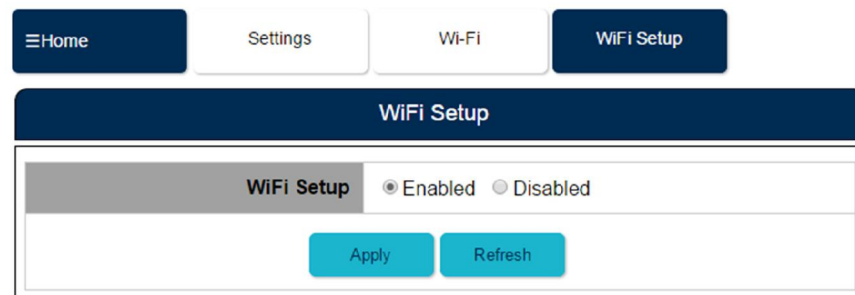 ☰Home Settings Wi-Fi WiFi Setup
WiFi Setup
WiFi Setup Enabled Disabled
Apply Refresh